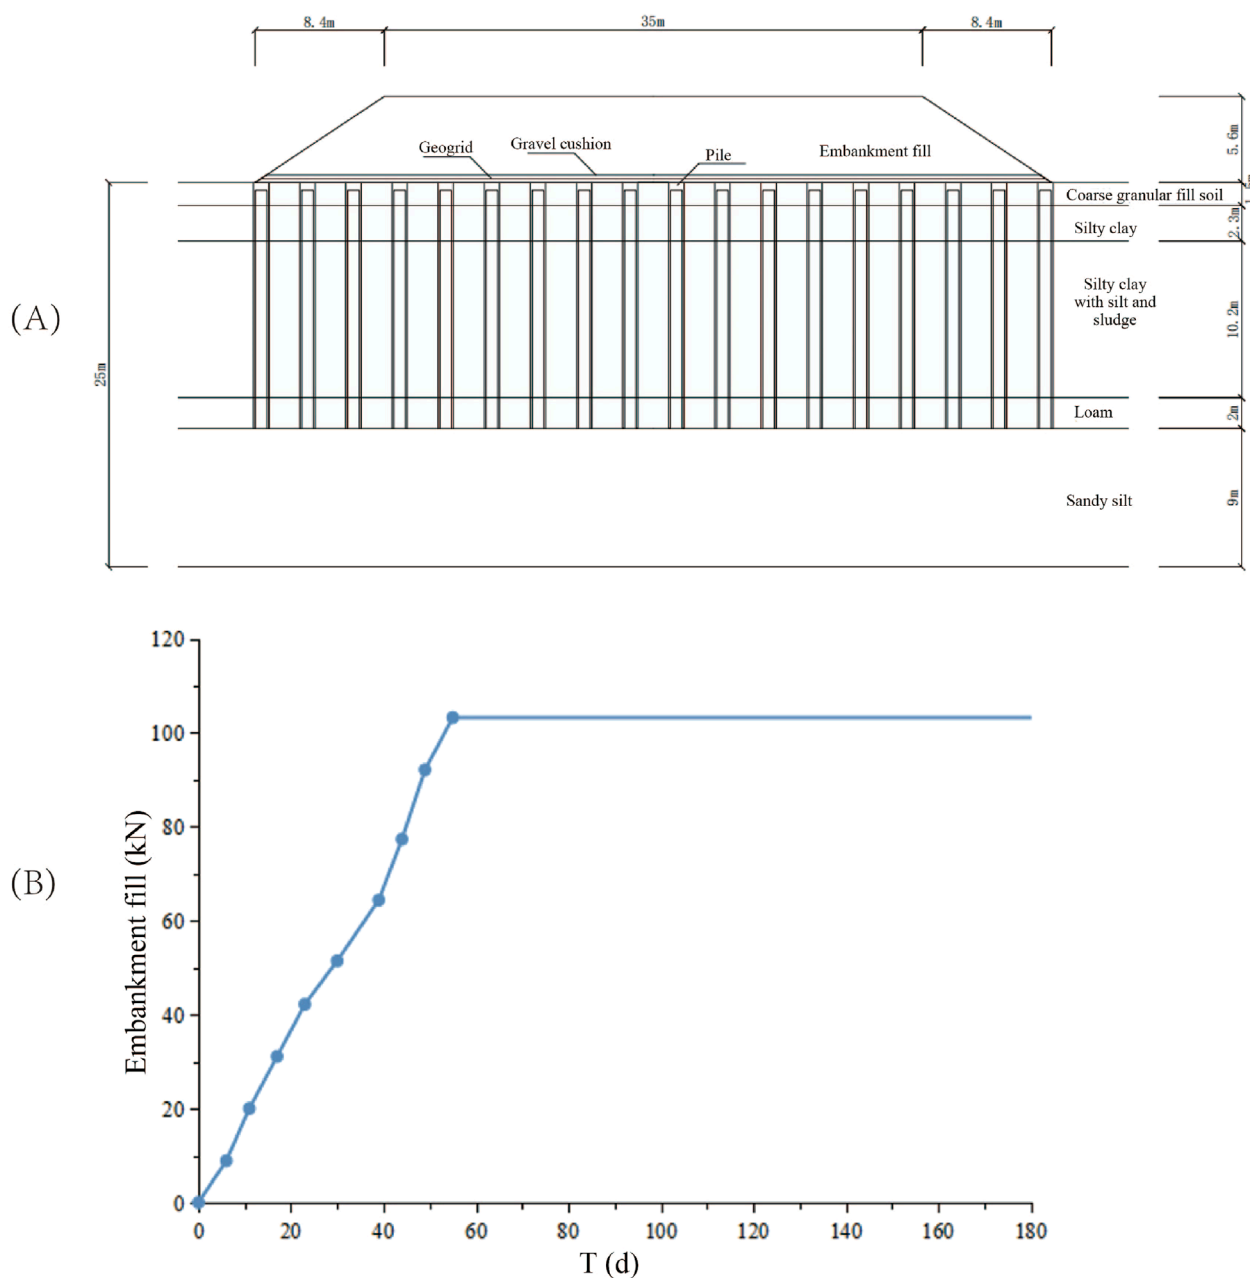 8.4m
35m
8.4m
5.6m
Geogrid
Gravel cushion
Pile
Embankment fill
Coarse granular fill soil
2.3m
Silty clay
(A)
Silty clay
with silt and
sludge
10.2m
25m
Loam
2m
Sandy silt
9m
(B)
Embankment fill (kN)
120
100
80
60
40
20
0
0 20 40 60 80 100 120 140 160 180
T (d)